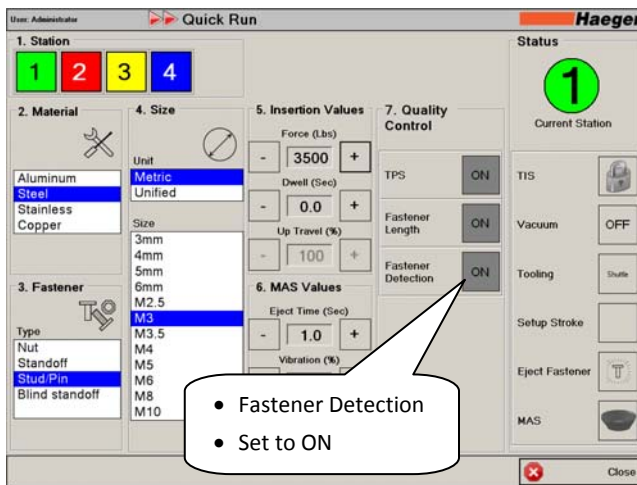 User: Administrator
Quick Run
Haeger
1. Station
1 2 3 4
2. Material
Aluminum
Steel
Stainless
Copper
3. Fastener
Type
Nut
Standoff
Stud/Pin
Blind standoff
4. Size
Unit
Metric
Unified
Size
3mm
4mm
5mm
6mm
M2.5
M3
M3.5
M4
M5
M6
M8
M10
5. Insertion Values
Force (Lbs)
- 3500 +
Dwell (Sec)
- 0.0 +
Up Travel (%)
- 100 +
6. MAS Values
Eject Time (Sec)
- 1.0 +
Vibration (%)
7. Quality
Control
TPS ON
Fastener
Length ON
Fastener
Detection ON
Status
1
Current Station
TIS
Vacuum OFF
Tooling Shuttle
Setup Stroke
Eject Fastener
MAS
• Fastener Detection
• Set to ON
Close